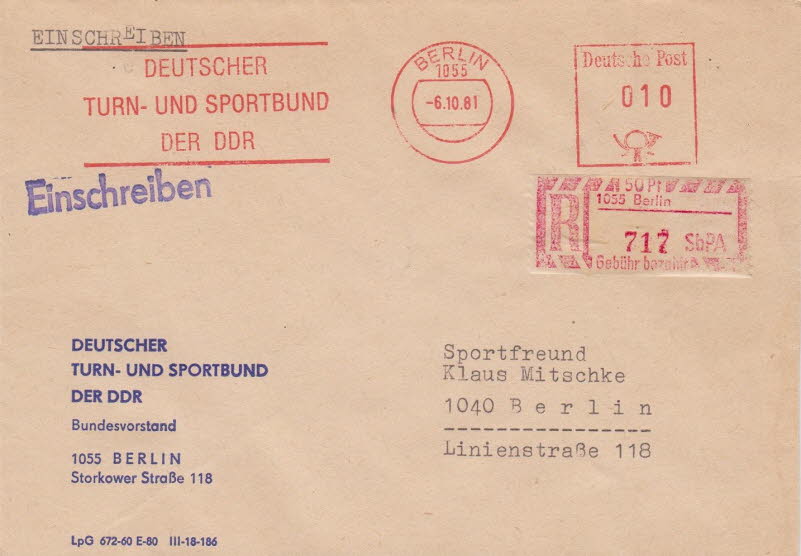 EINSCHREIBEN
DEUTSCHER
TURN- UND SPORTBUND
DER DDR
BERLIN
1055
-6.10.81
Deutsche Post
010
Einschreiben
50 Pf
1055 Berlin
R
717 SbPA
Gebühr bezahlt
DEUTSCHER
TURN- UND SPORTBUND
DER DDR
Bundesvorstand
1055 BERLIN
Storkower Straße 118
LpG 672-60 E-80 III-18-186
Sportfreund
Klaus Mitschke
1040 Berlin
Linienstraße 118